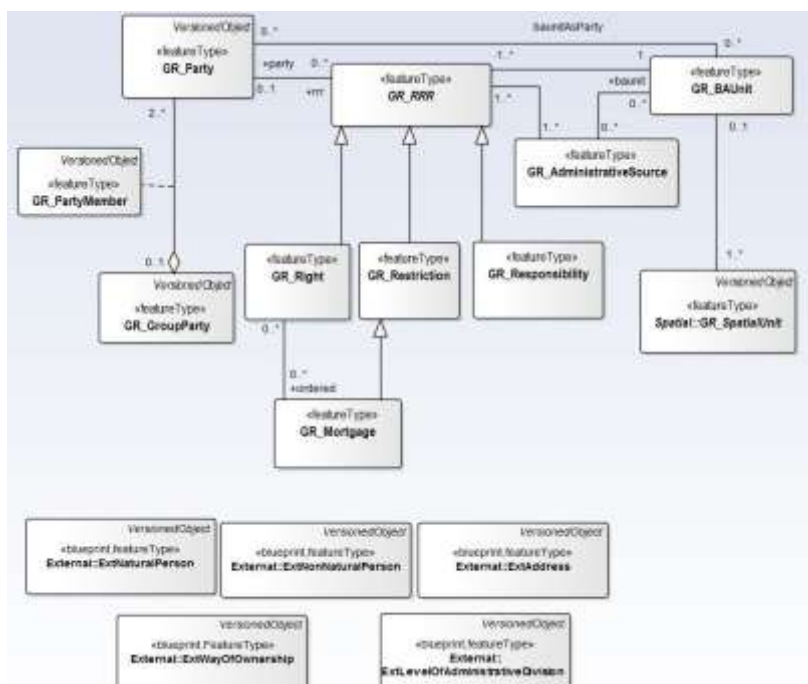 VersionedObject
«featureType»
GR_Party
0..*
baunitAsParty
0..*
+party 0..*
0..1
+rrr
«featureType»
GR_RRR
1..*
1
1..*
«featureType»
GR_BAUnit
+baunit
0..*
0..1
2..*
1..*
0..*
«featureType»
GR_AdministrativeSource
VersionedObject
«featureType»
GR_PartyMember
0..1
VersionedObject
«featureType»
GR_GroupParty
«featureType»
GR_Right
«featureType»
GR_Restriction
«featureType»
GR_Responsibility
1..*
VersionedObject
«featureType»
Spatial::GR_SpatialUnit
0..*
0..*
+ordered
«featureType»
GR_Mortgage
VersionedObject
«blueprint.featureType»
External::ExtNaturalPerson
VersionedObject
«blueprint.featureType»
External::ExtNonNaturalPerson
VersionedObject
«blueprint.featureType»
External::ExtAddress
VersionedObject
«blueprint.FeatureType»
External::ExtWayOfOwnership
VersionedObject
«blueprint.featureType»
External::
ExtLevelOfAdministrativeDivision